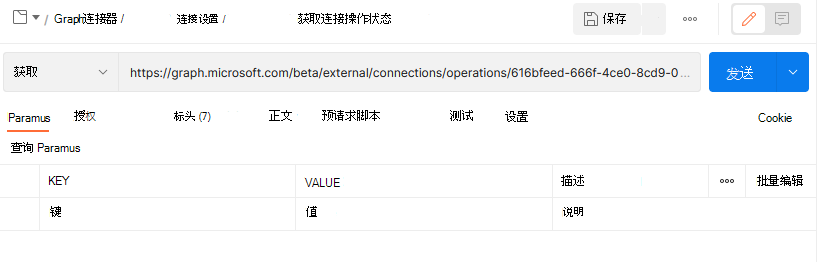 Graph连接器 / 连接设置 / 获取连接操作状态 保存 ooo
获取 https://graph.microsoft.com/beta/external/connections/operations/616bfeed-666f-4ce0-8cd9-0... 发送
Paramus 授权 标头 (7) 正文 预请求脚本 测试 设置 Cookie
查询 Paramus
KEY VALUE 描述 ooo 批量编辑
键 值 说明